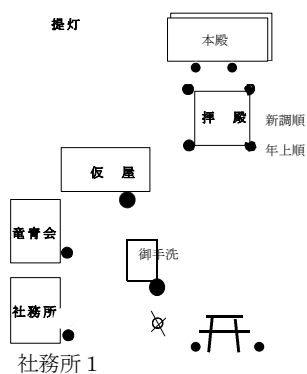 提灯
本殿
拝　殿
新調順
年上順
仮　屋
竜青会
御手洗
社務所
社務所１